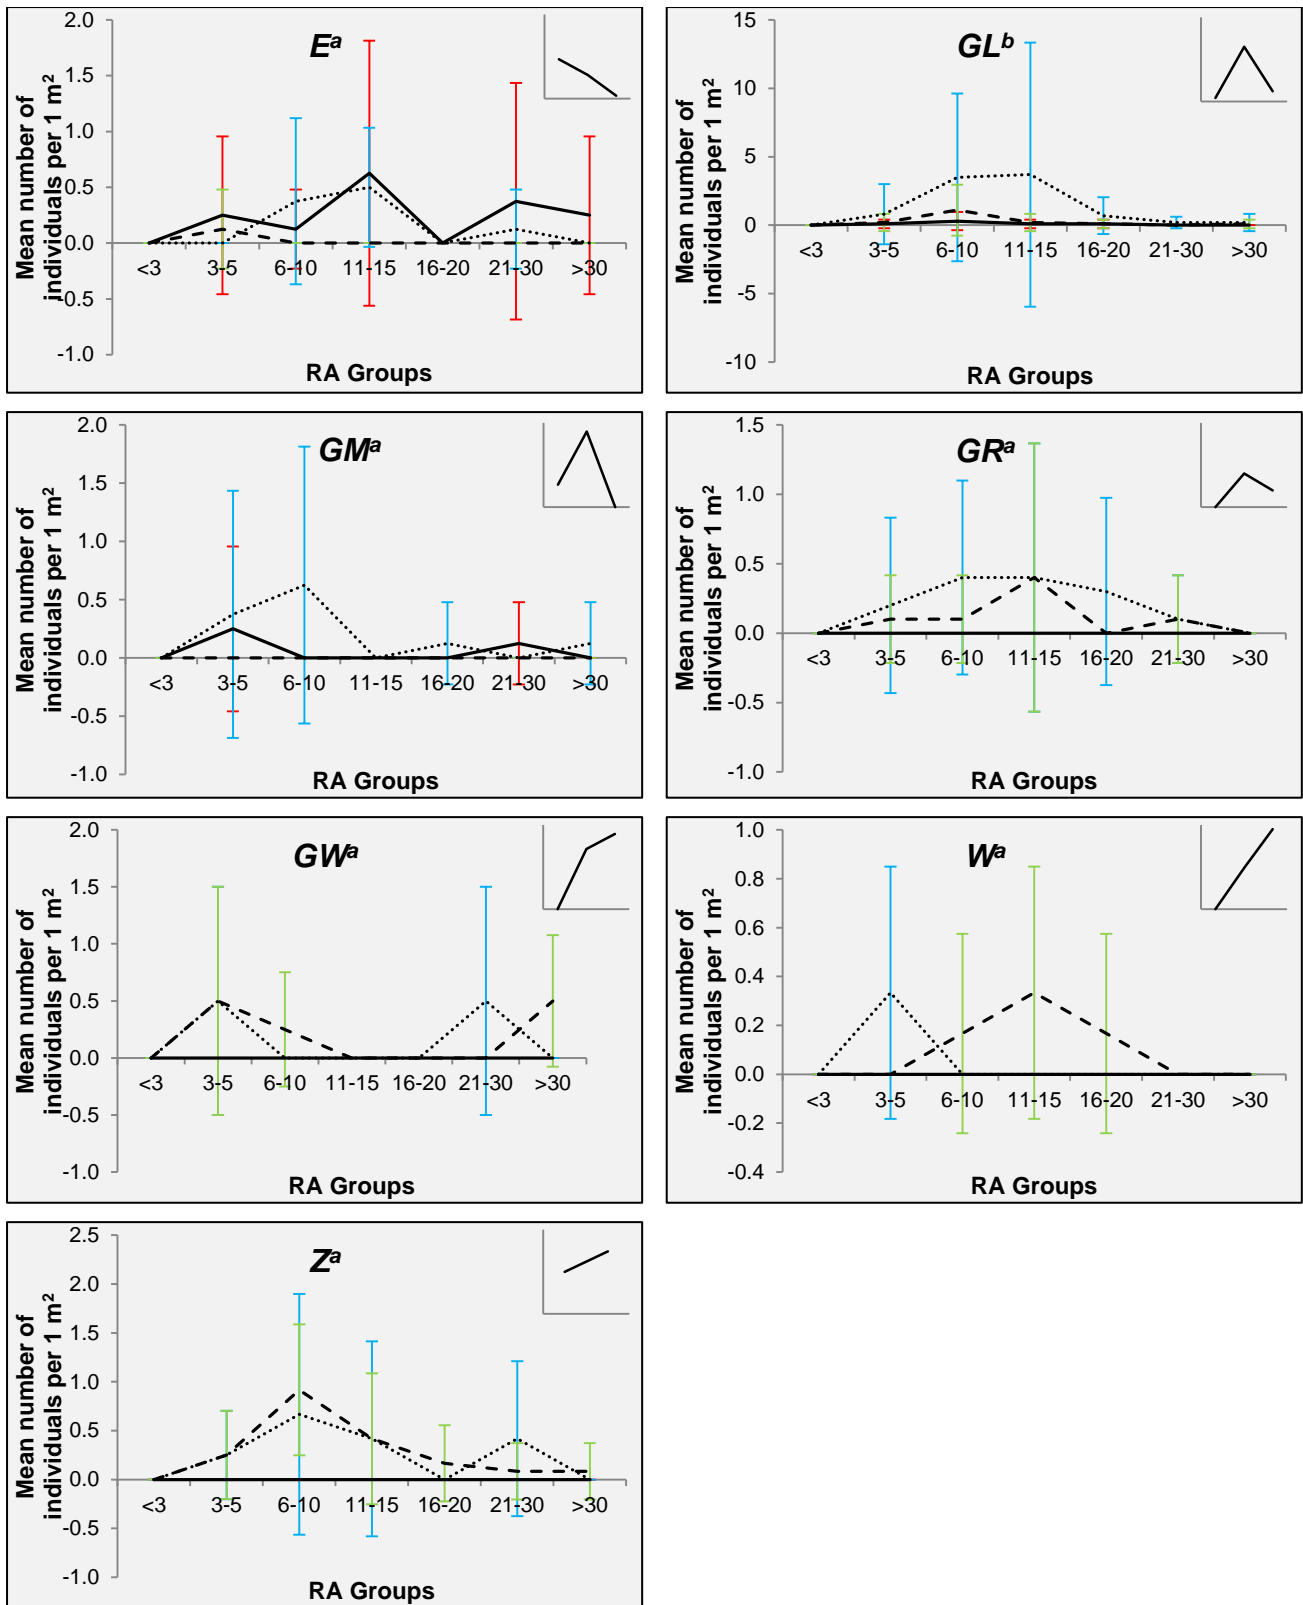 E^a
Mean number of
individuals per 1 m²
2.0
1.5
1.0
0.5
0.0
-0.5
-1.0
<3 3-5 6-10 11-15 16-20 21-30 >30
RA Groups
GL^b
Mean number of
individuals per 1 m²
15
10
5
0
-5
-10
<3 3-5 6-10 11-15 16-20 21-30 >30
RA Groups
GM^a
Mean number of
individuals per 1 m²
2.0
1.5
1.0
0.5
0.0
-0.5
-1.0
<3 3-5 6-10 11-15 16-20 21-30 >30
RA Groups
GR^a
Mean number of
individuals per 1 m²
1.5
1.0
0.5
0.0
-0.5
-1.0
<3 3-5 6-10 11-15 16-20 21-30 >30
RA Groups
GW^a
Mean number of
individuals per 1 m²
2.0
1.5
1.0
0.5
0.0
-0.5
-1.0
<3 3-5 6-10 11-15 16-20 21-30 >30
RA Groups
W^a
Mean number of
individuals per 1 m²
1.0
0.8
0.6
0.4
0.2
0.0
-0.2
-0.4
<3 3-5 6-10 11-15 16-20 21-30 >30
RA Groups
Z^a
Mean number of
individuals per 1 m²
2.5
2.0
1.5
1.0
0.5
0.0
-0.5
-1.0
<3 3-5 6-10 11-15 16-20 21-30 >30
RA Groups